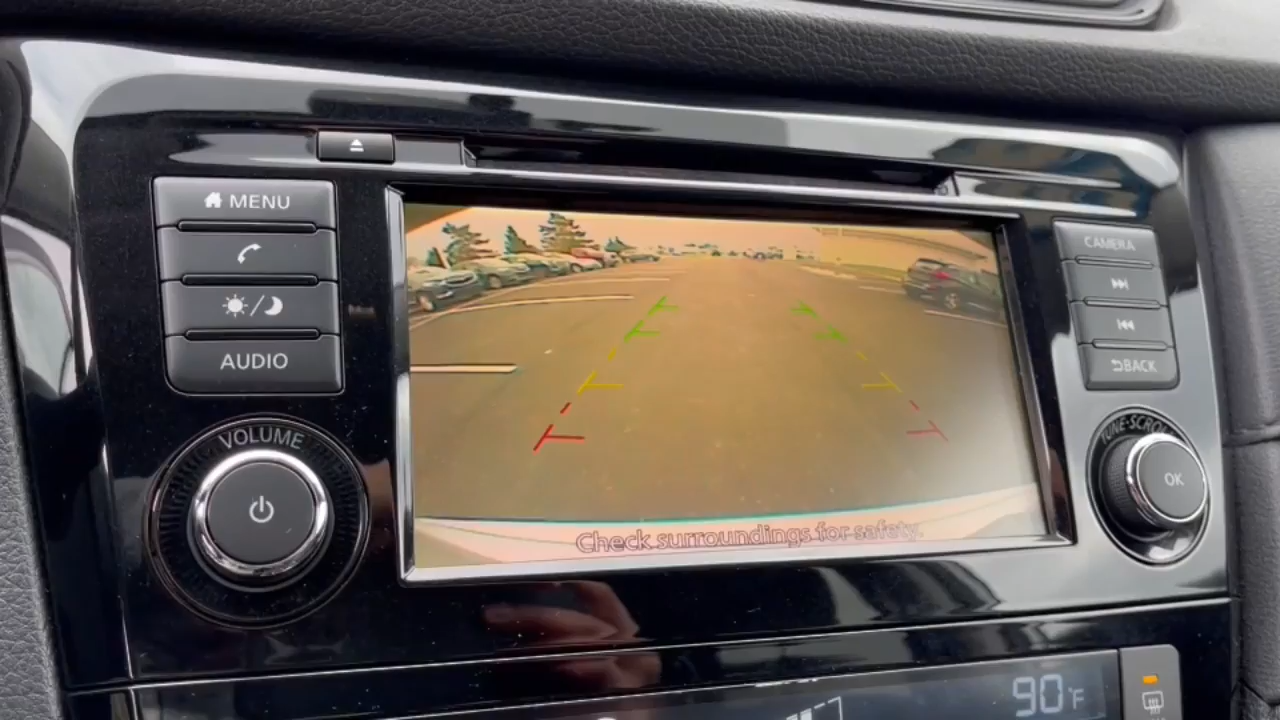 MENU
AUDIO
VOLUME
CAMERA
BACK
TUNE·SCROLL
OK
Check surroundings for safety.
90°F